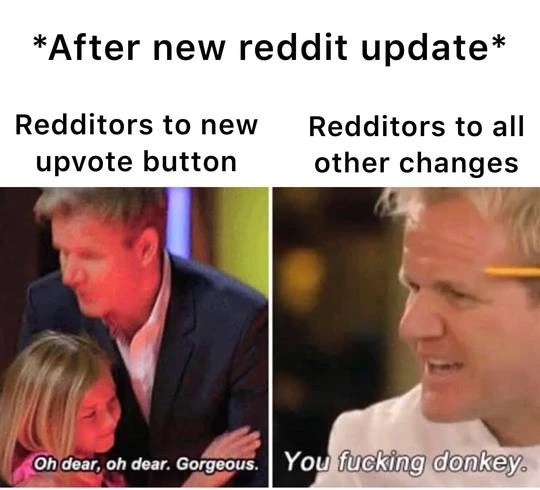 *After new reddit update*
Redditors to new
upvote button
Redditors to all
other changes
Oh dear, oh dear. Gorgeous.
You fucking donkey.